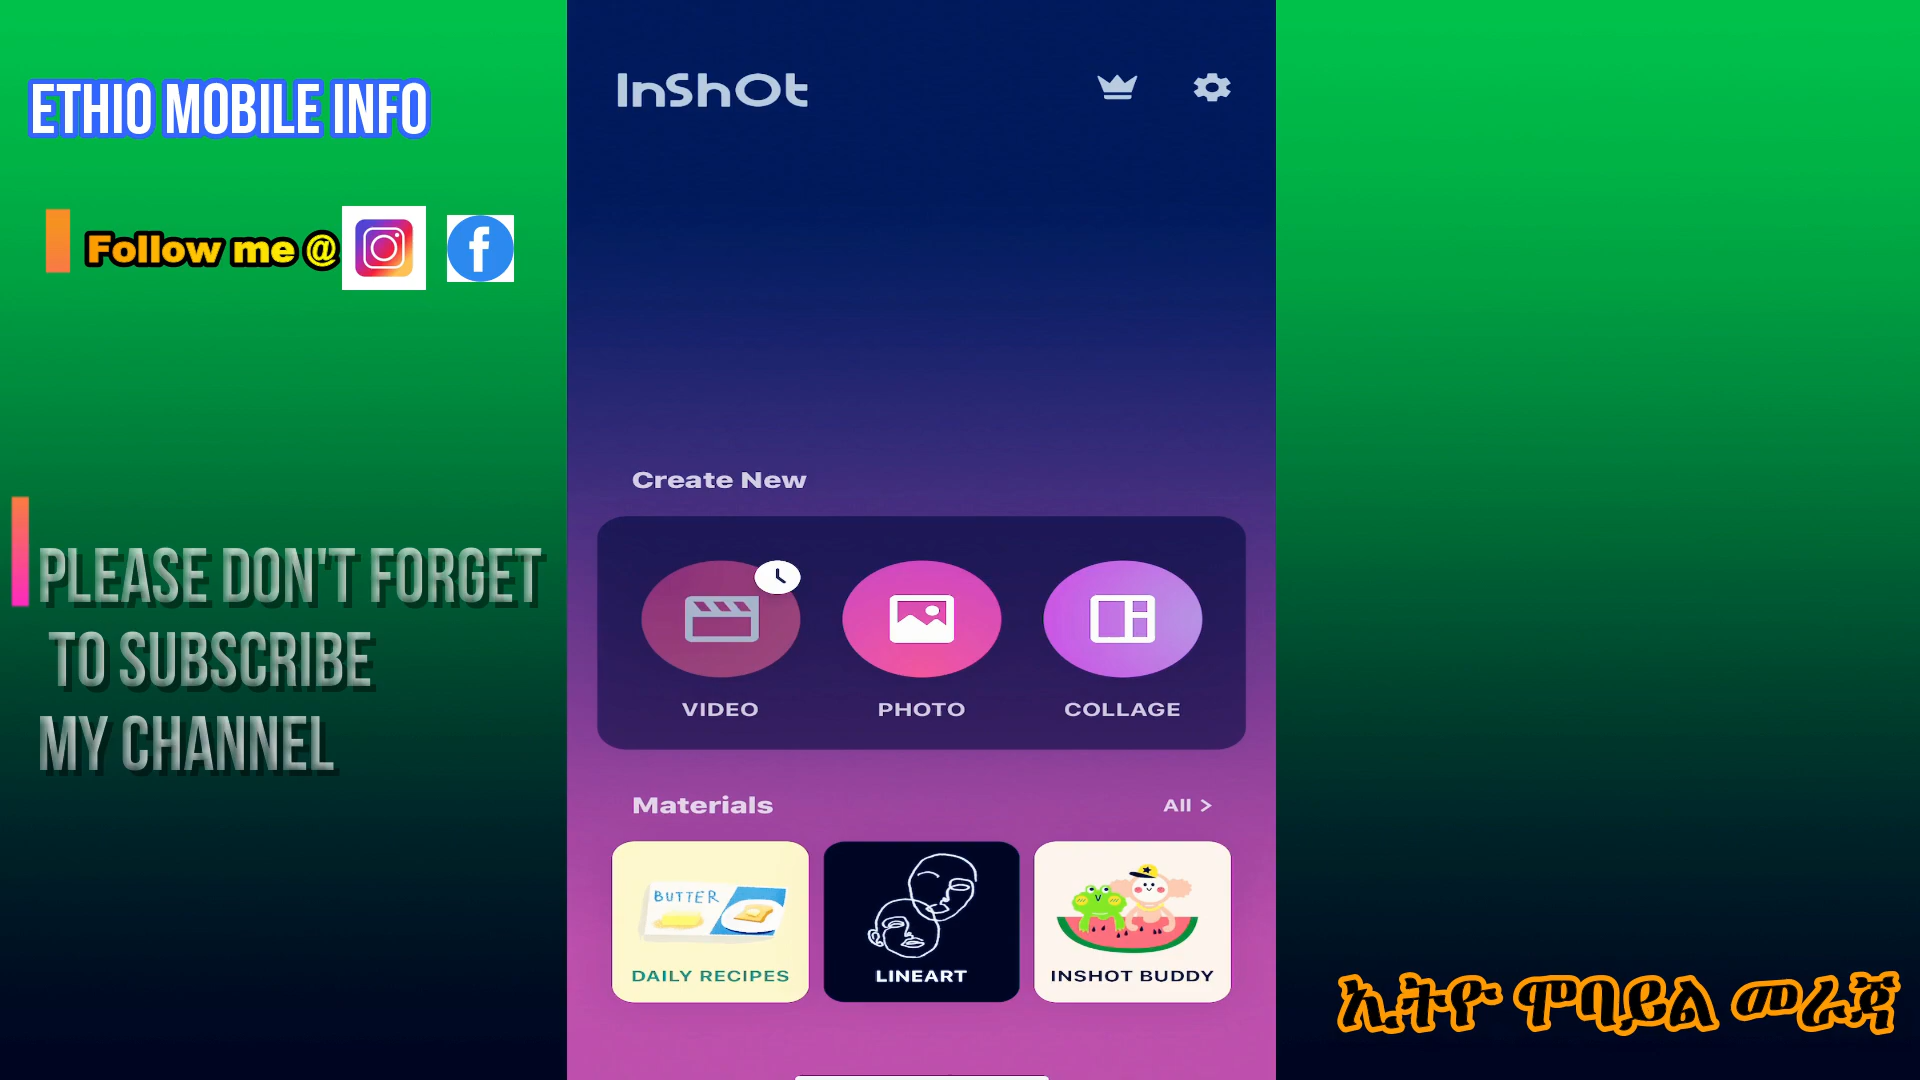 ETHIO MOBILE INFO
Follow me @
PLEASE DON'T FORGET
TO SUBSCRIBE
MY CHANNEL
InShOt
Create New
VIDEO
PHOTO
COLLAGE
Materials
All >
BUTTER
DAILY RECIPES
LINEART
INSHOT BUDDY
ኢትዮ ሞባይል መረጃ